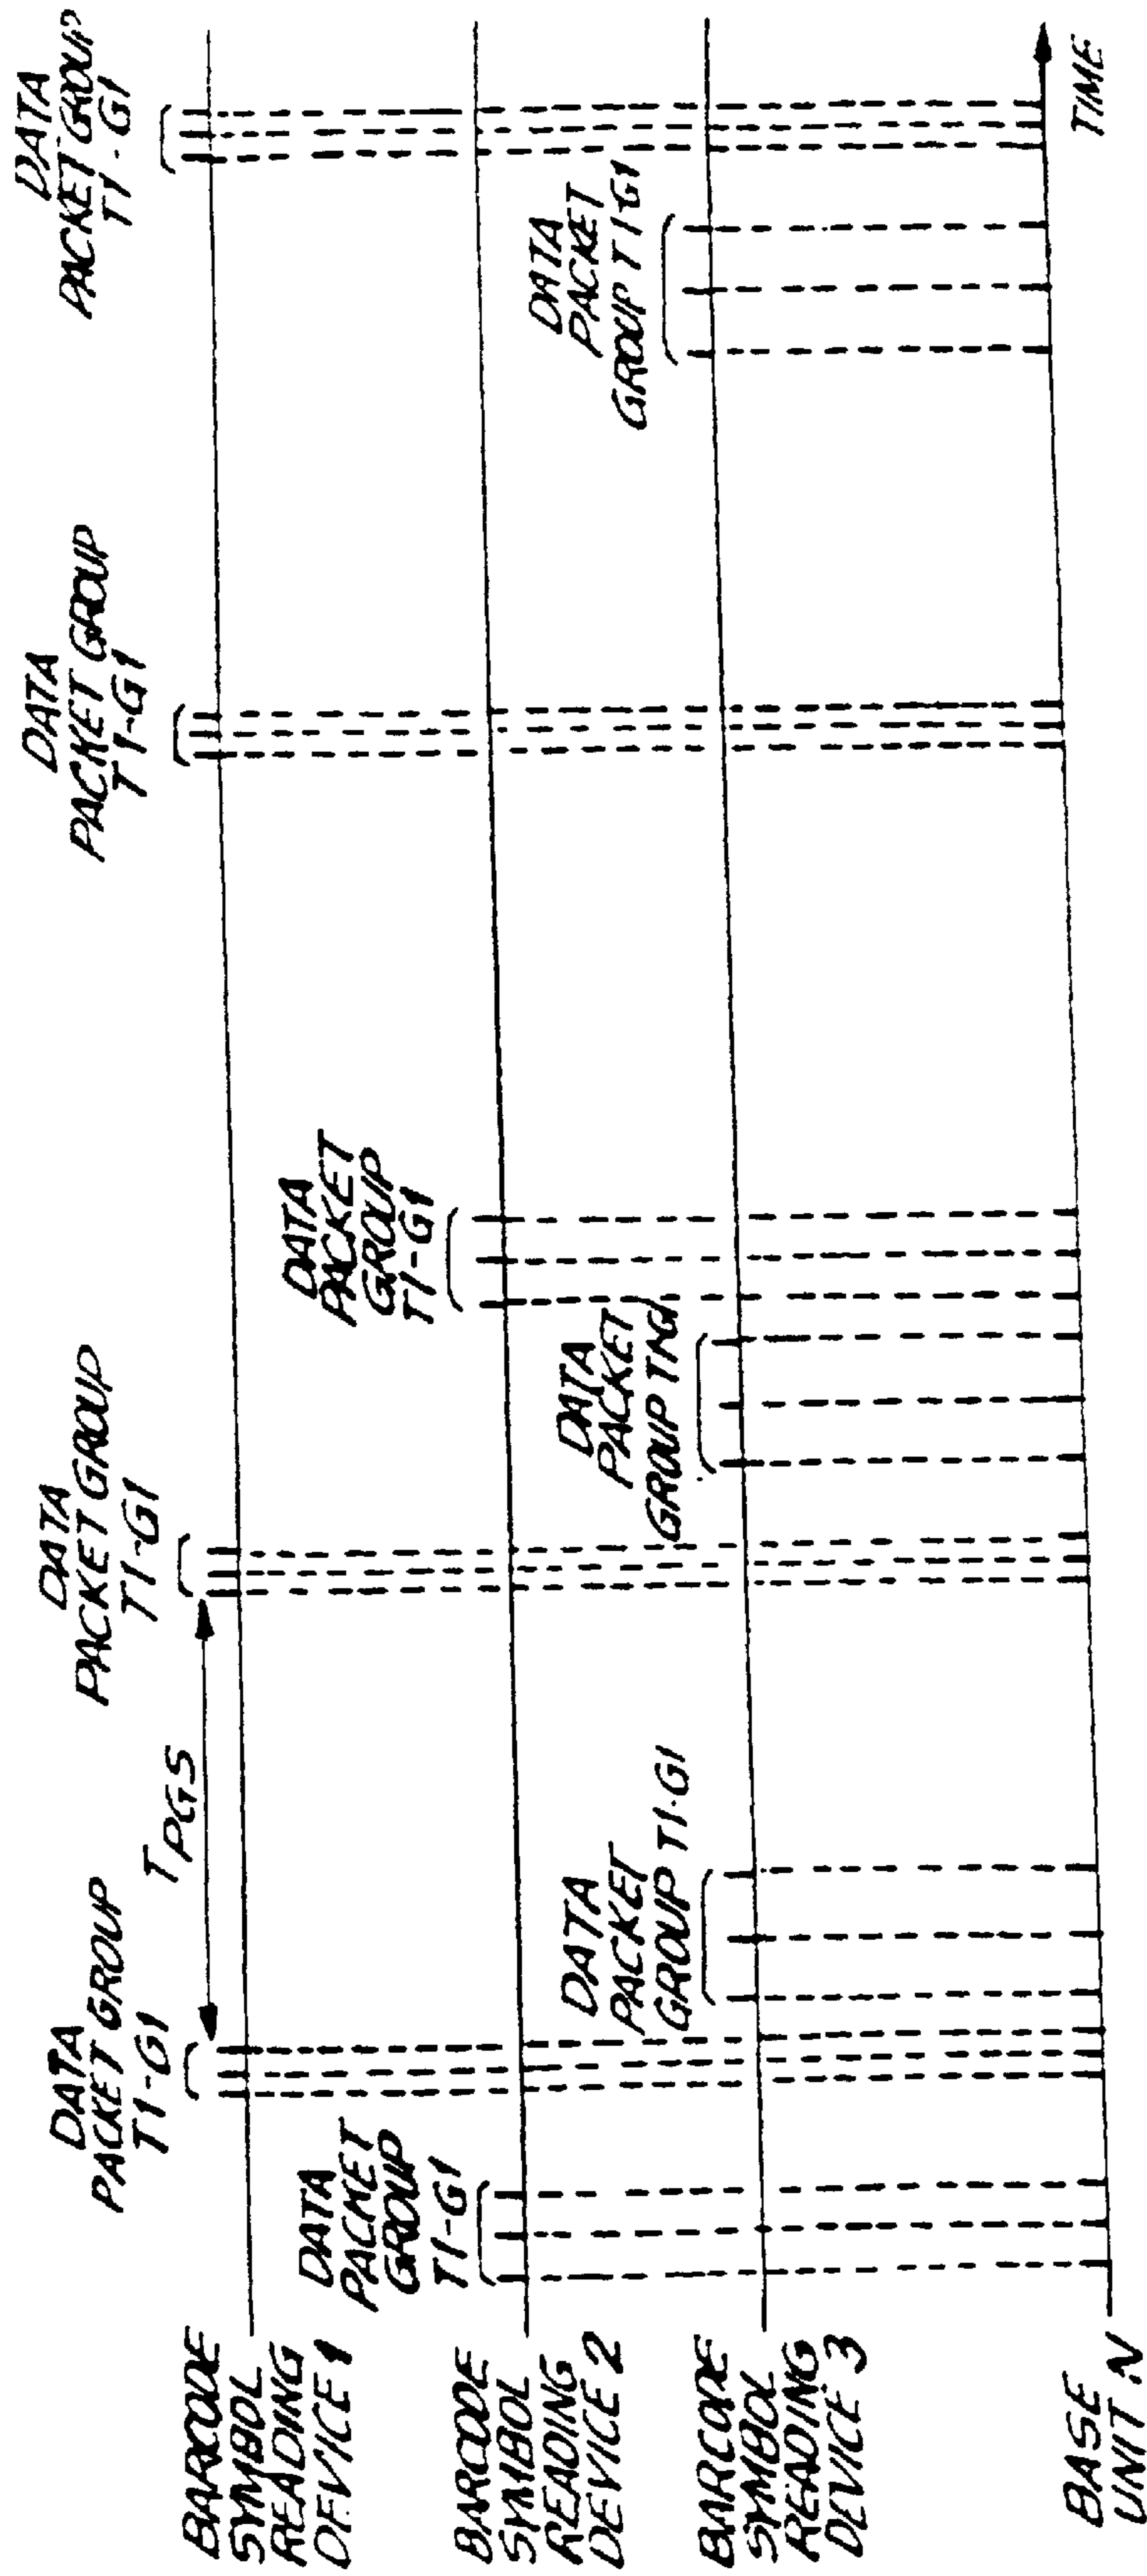 DATA
PACKET GROUP
T1-G1
DATA
PACKET GROUP
T1-G1
DATA
PACKET GROUP
T1-G1
DATA
PACKET GROUP
T1-G1
TPGS
BARCODE
SYMBOL
READING
DEVICE 1
DATA
PACKET
GROUP
T1-G1
DATA
PACKET
GROUP
T1-G1
BARCODE
SYMBOL
READING
DEVICE 2
DATA
PACKET
GROUP T1-G1
DATA
PACKET
GROUP
DATA
PACKET
GROUP T1-G1
BARCODE
SYMBOL
READING
DEVICE 3
BASE
UNIT N
TIME